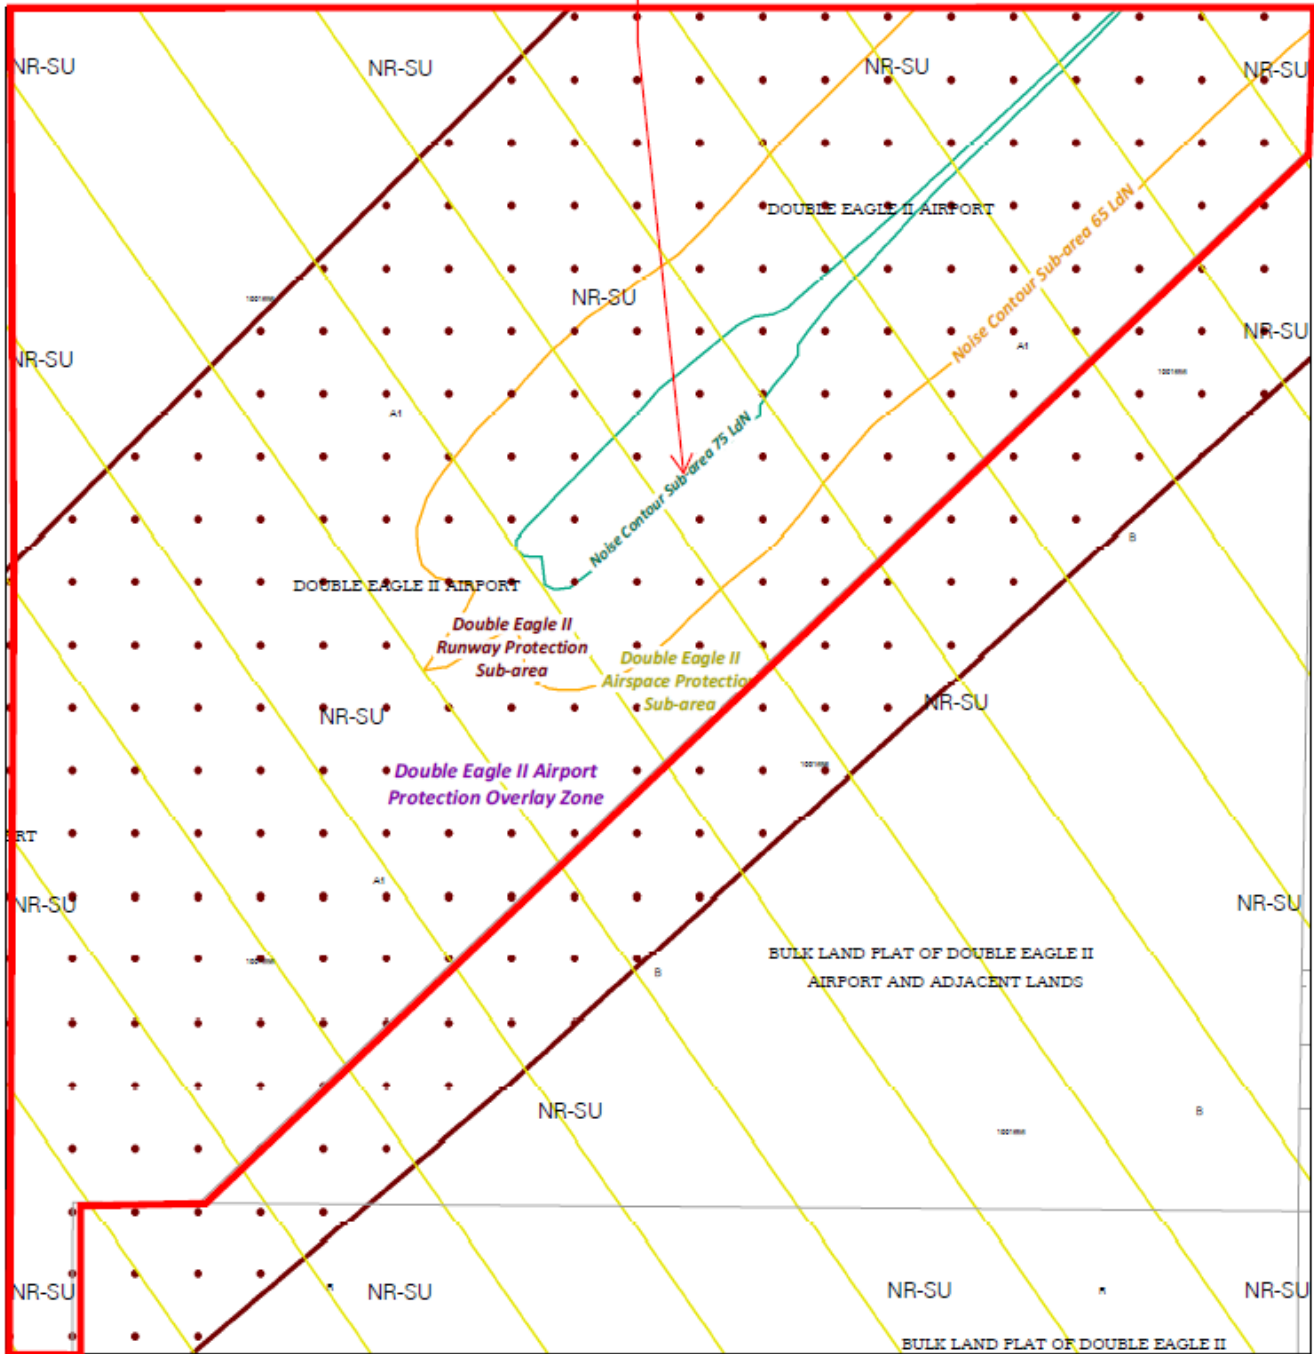 NR-SU
NR-SU
NR-SU
NR-SU
DOUBLE EAGLE II AIRPORT
Noise Contour Sub-area 65 LdN
NR-SU
NR-SU
NR-SU
A1
A1
Noise Contour Sub-area 75 LdN
B
DOUBLE EAGLE II AIRPORT
Double Eagle II
Runway Protection
Sub-area
Double Eagle II
Airspace Protection
Sub-area
NR-SU
NR-SU
Double Eagle II Airport
Protection Overlay Zone
A1
NR-SU
NR-SU
BULK LAND PLAT OF DOUBLE EAGLE II
AIRPORT AND ADJACENT LANDS
B
NR-SU
B
NR-SU
NR-SU
NR-SU
NR-SU
R
R
BULK LAND PLAT OF DOUBLE EAGLE II